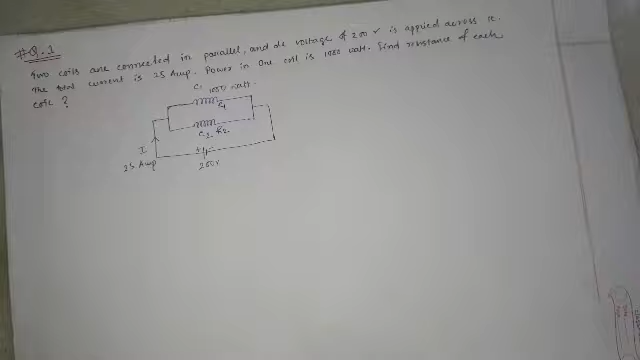 #Q.1
Two coils are connected in parallel, and dc voltage of 200 V is applied across it.
The total current is 25 Amp. Power in One coil is 1000 watt. Find resistance of each
coil ?
C1 1000 watt.
R1
C2 R2
I
25 Amp
+ -
200V